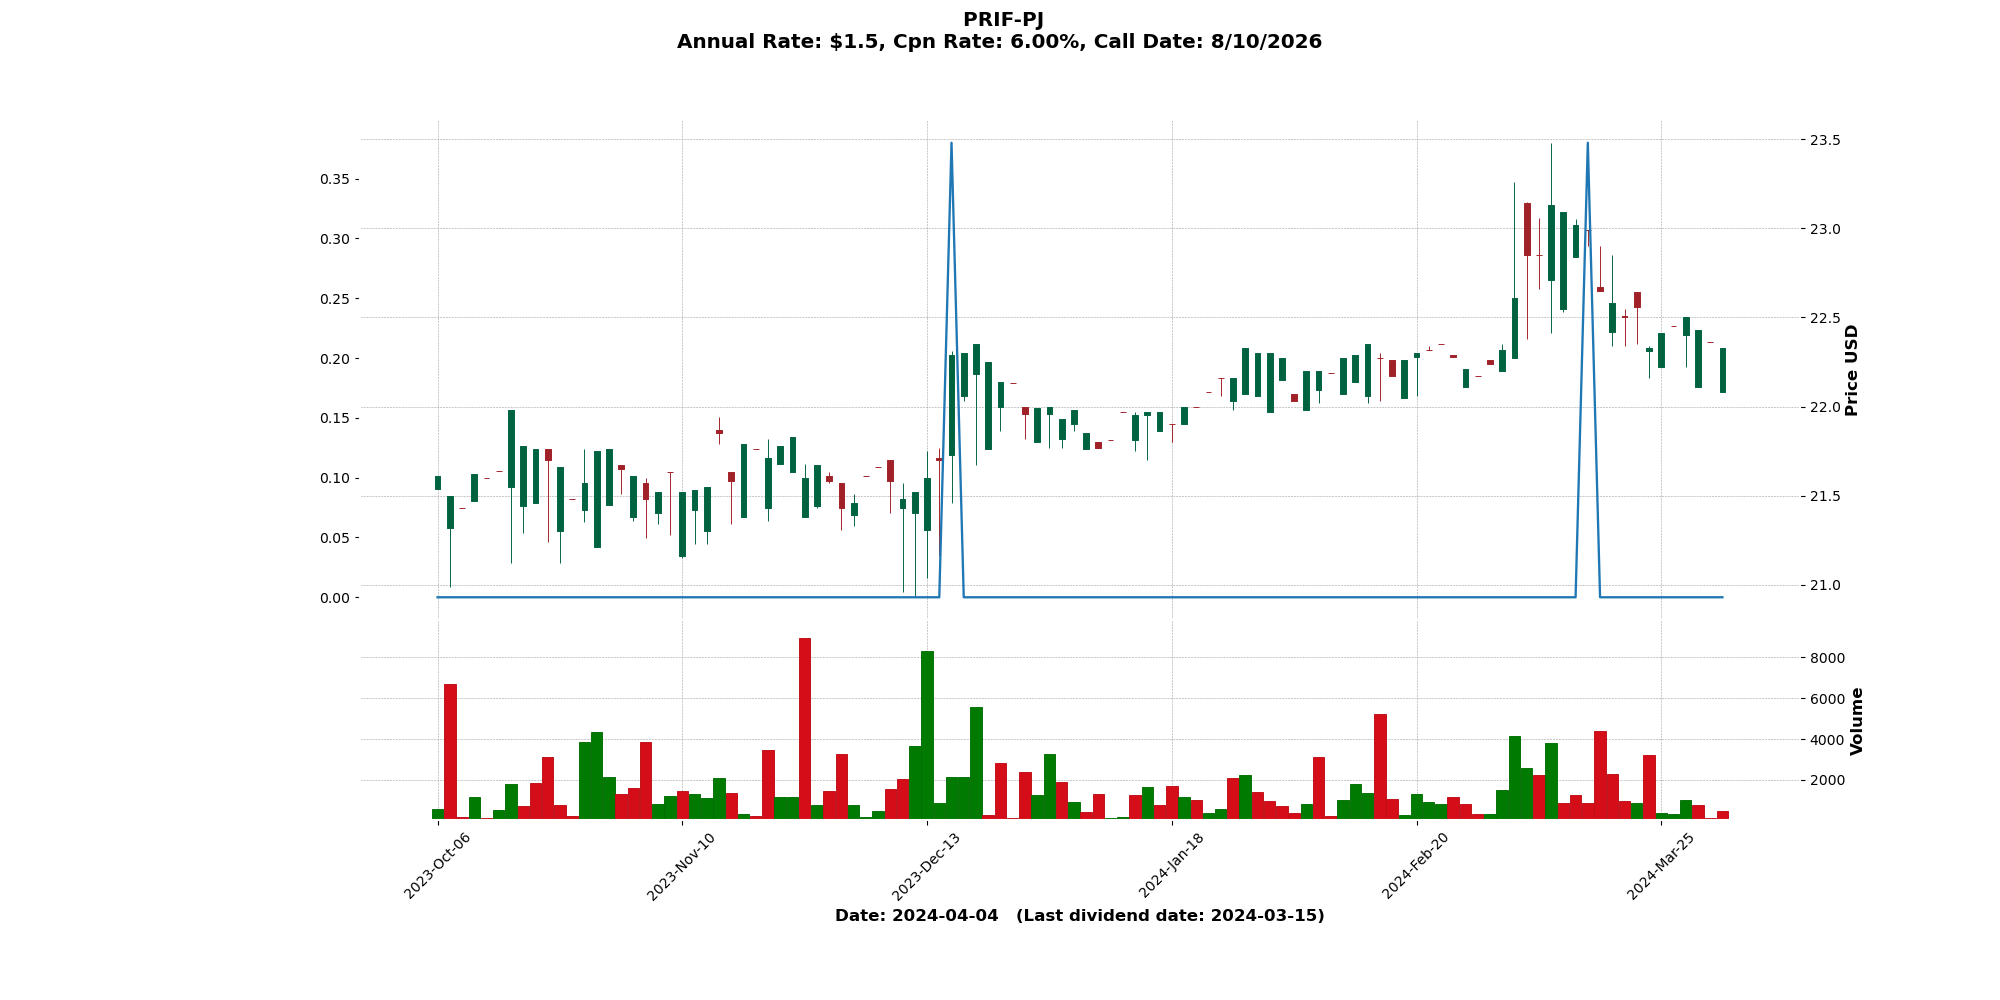 PRIF-PJ
Annual Rate: $1.5, Cpn Rate: 6.00%, Call Date: 8/10/2026
0.35
0.30
0.25
0.20
0.15
0.10
0.05
0.00
23.5
23.0
22.5
22.0
21.5
21.0
Price USD
8000
6000
4000
2000
Volume
2023-Oct-06
2023-Nov-10
2023-Dec-13
2024-Jan-18
2024-Feb-20
2024-Mar-25
Date: 2024-04-04 (Last dividend date: 2024-03-15)